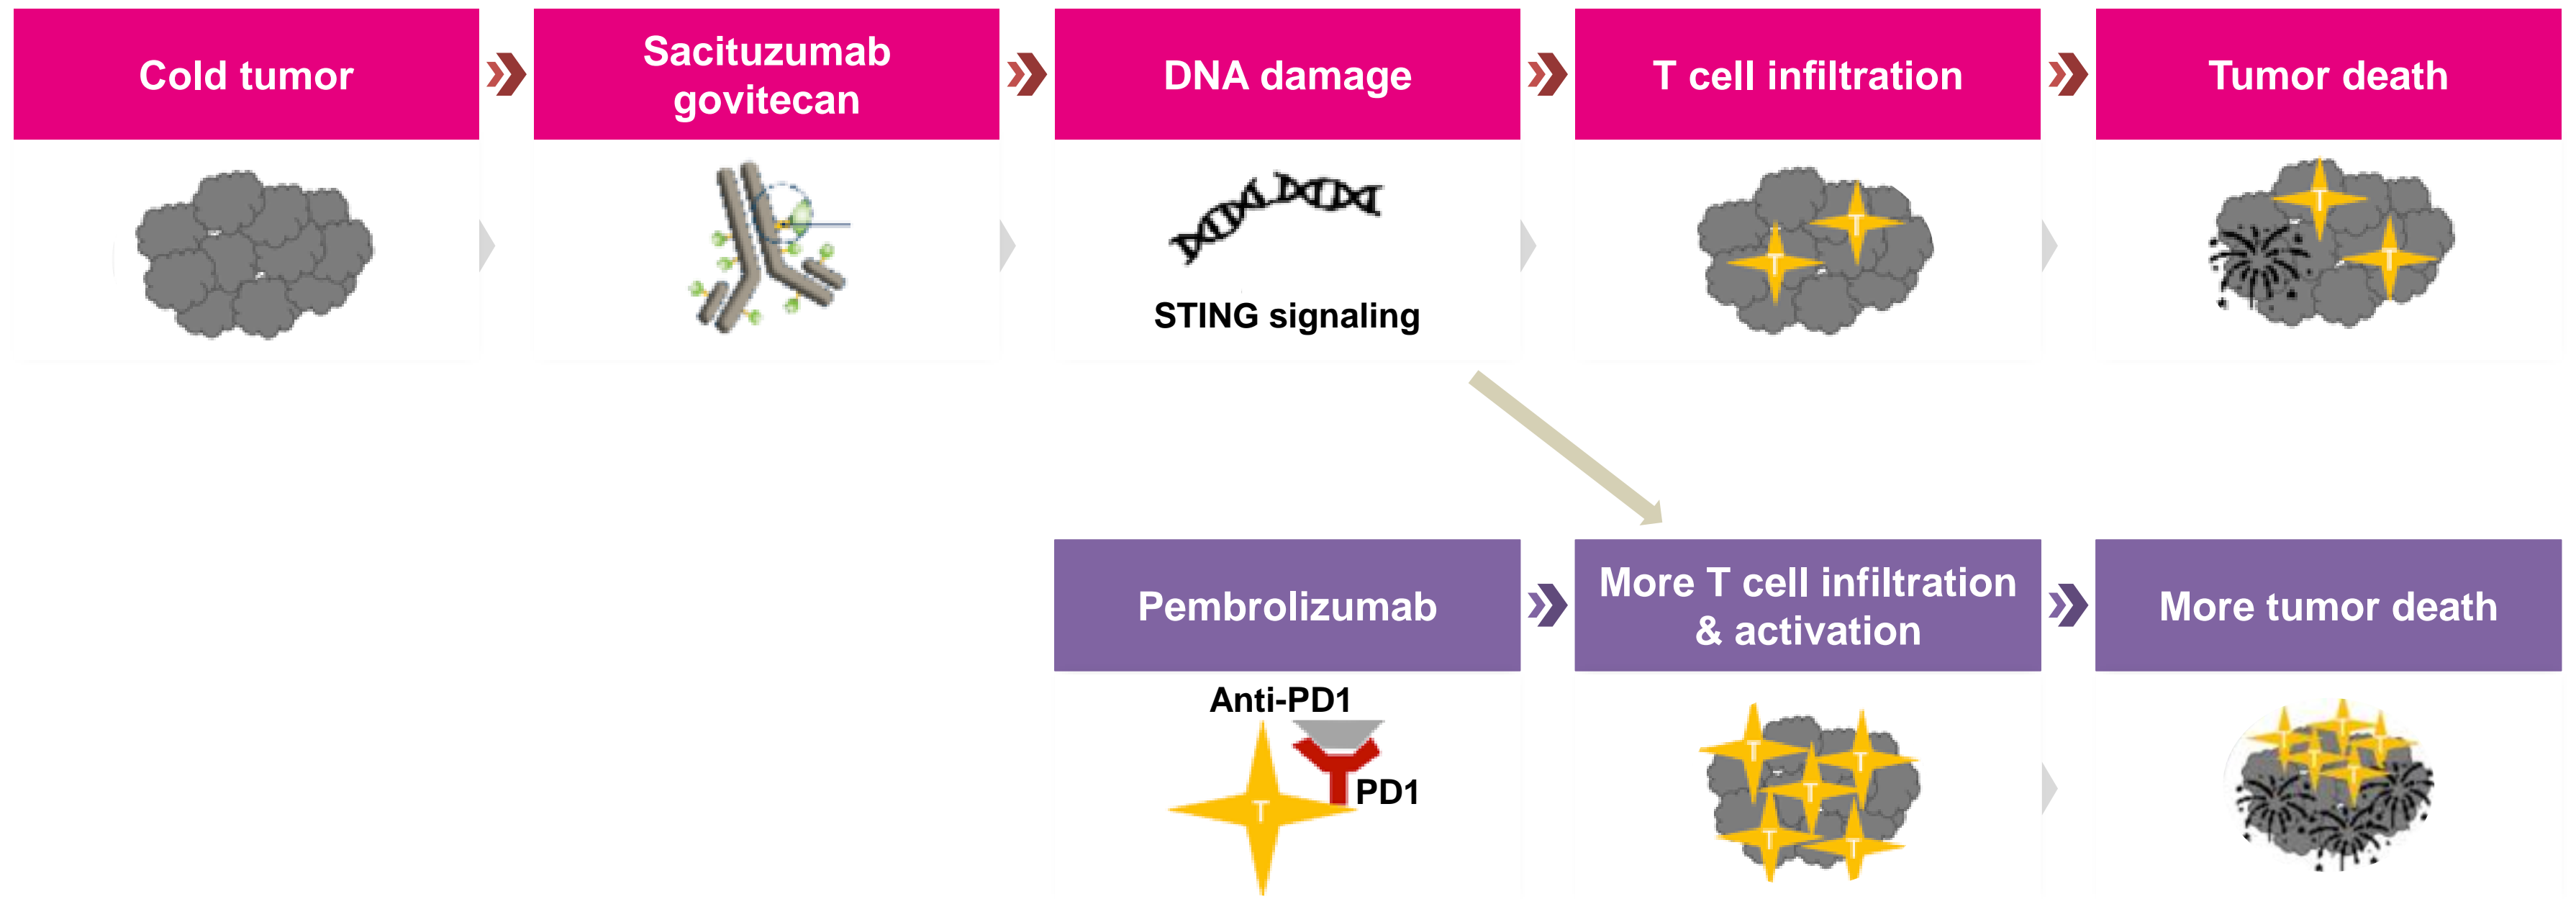 Cold tumor
Sacituzumab
govitecan
DNA damage
T cell infiltration
Tumor death
STING signaling
T
T
T
T
Pembrolizumab
More T cell infiltration
& activation
More tumor death
Anti-PD1
PD1
T
T
T
T
T
T
T
T
T
T
T
T